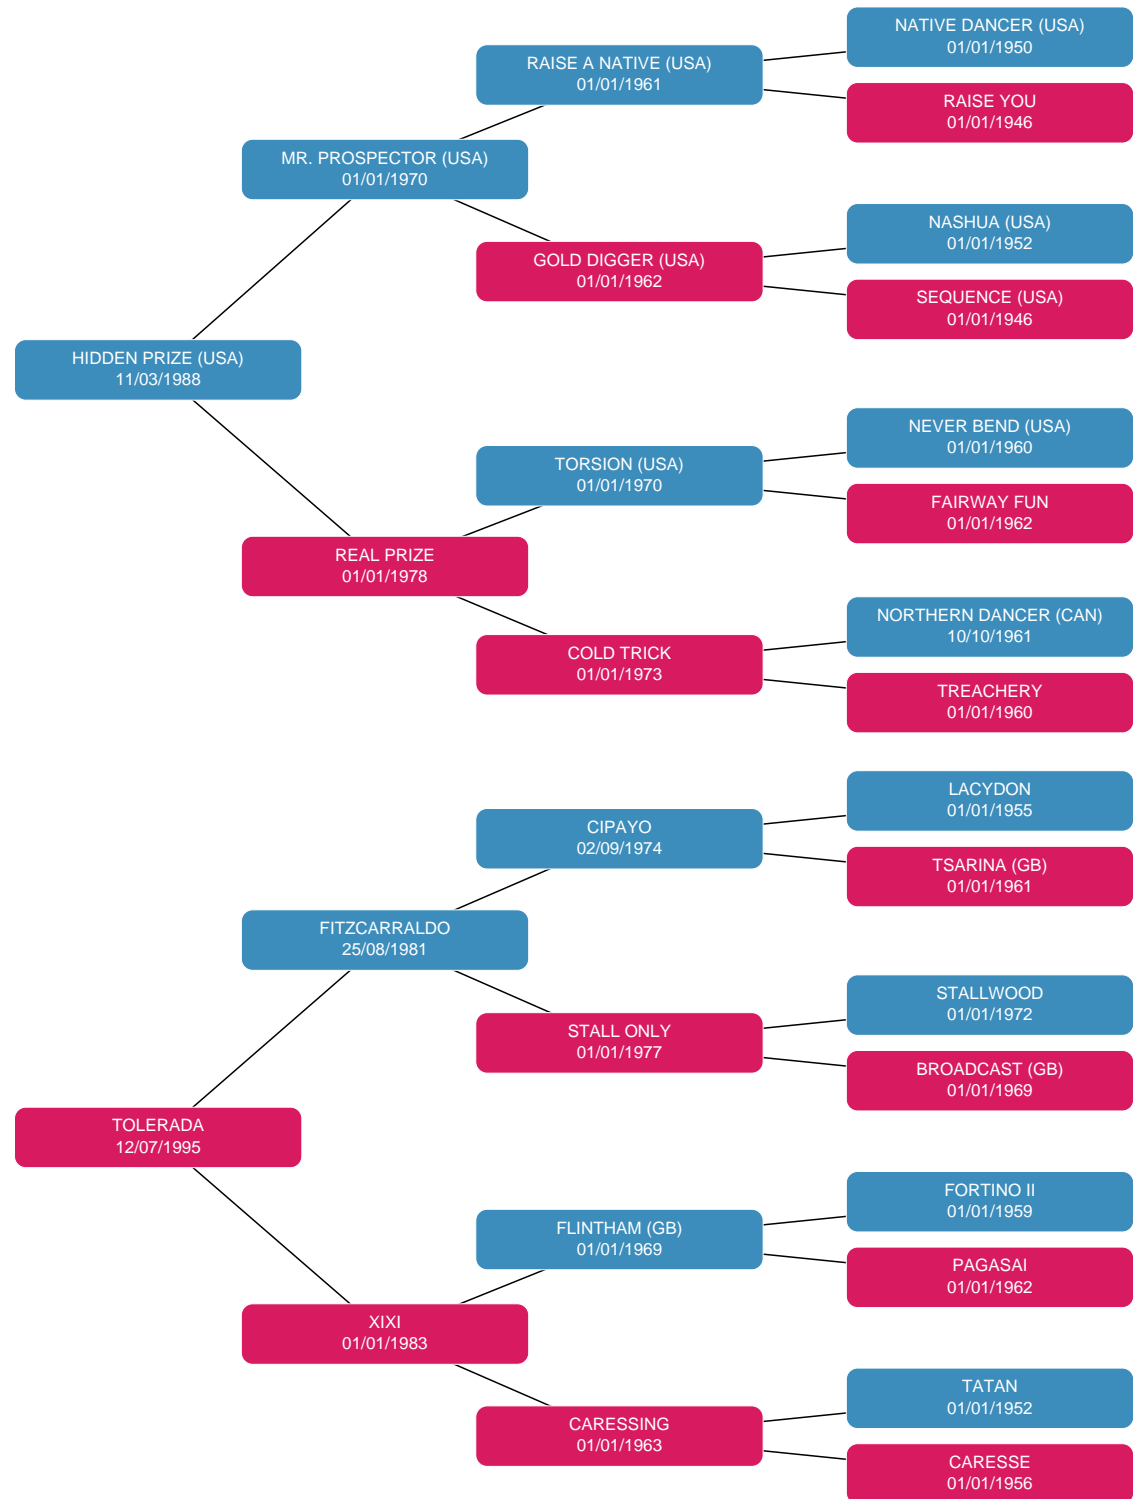 NATIVE DANCER (USA)
01/01/1950
RAISE A NATIVE (USA)
01/01/1961
RAISE YOU
01/01/1946
MR. PROSPECTOR (USA)
01/01/1970
NASHUA (USA)
01/01/1952
GOLD DIGGER (USA)
01/01/1962
SEQUENCE (USA)
01/01/1946
HIDDEN PRIZE (USA)
11/03/1988
NEVER BEND (USA)
01/01/1960
TORSION (USA)
01/01/1970
FAIRWAY FUN
01/01/1962
REAL PRIZE
01/01/1978
NORTHERN DANCER (CAN)
10/10/1961
COLD TRICK
01/01/1973
TREACHERY
01/01/1960
LACYDON
01/01/1955
CIPAYO
02/09/1974
TSARINA (GB)
01/01/1961
FITZCARRALDO
25/08/1981
STALLWOOD
01/01/1972
STALL ONLY
01/01/1977
BROADCAST (GB)
01/01/1969
TOLERADA
12/07/1995
FORTINO II
01/01/1959
FLINTHAM (GB)
01/01/1969
PAGASAI
01/01/1962
XIXI
01/01/1983
TATAN
01/01/1952
CARESSING
01/01/1963
CARESSE
01/01/1956